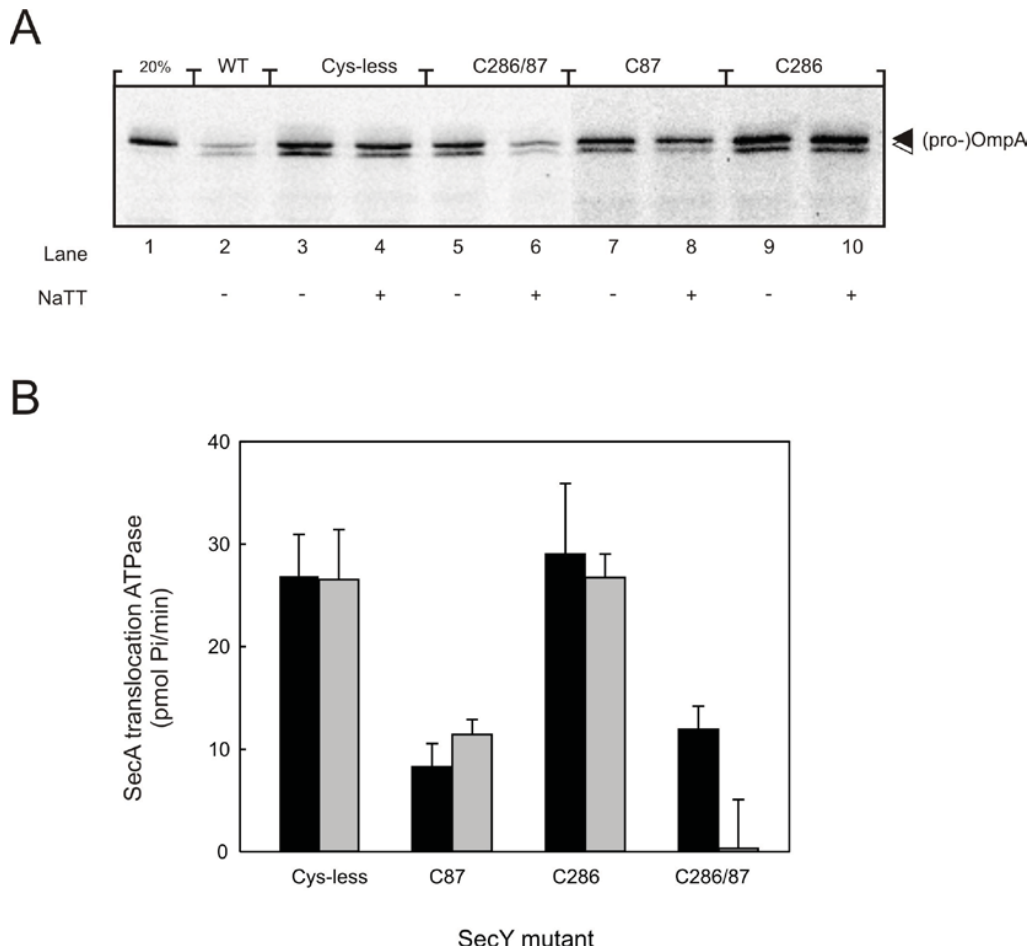 A
20% WT Cys-less C286/87 C87 C286
(pro-)OmpA
Lane 1 2 3 4 5 6 7 8 9 10
NaTT - - + - + - + - +
B
SecA translocation ATPase
(pmol Pi/min)
40
30
20
10
0
Cys-less C87 C286 C286/87
SecY mutant